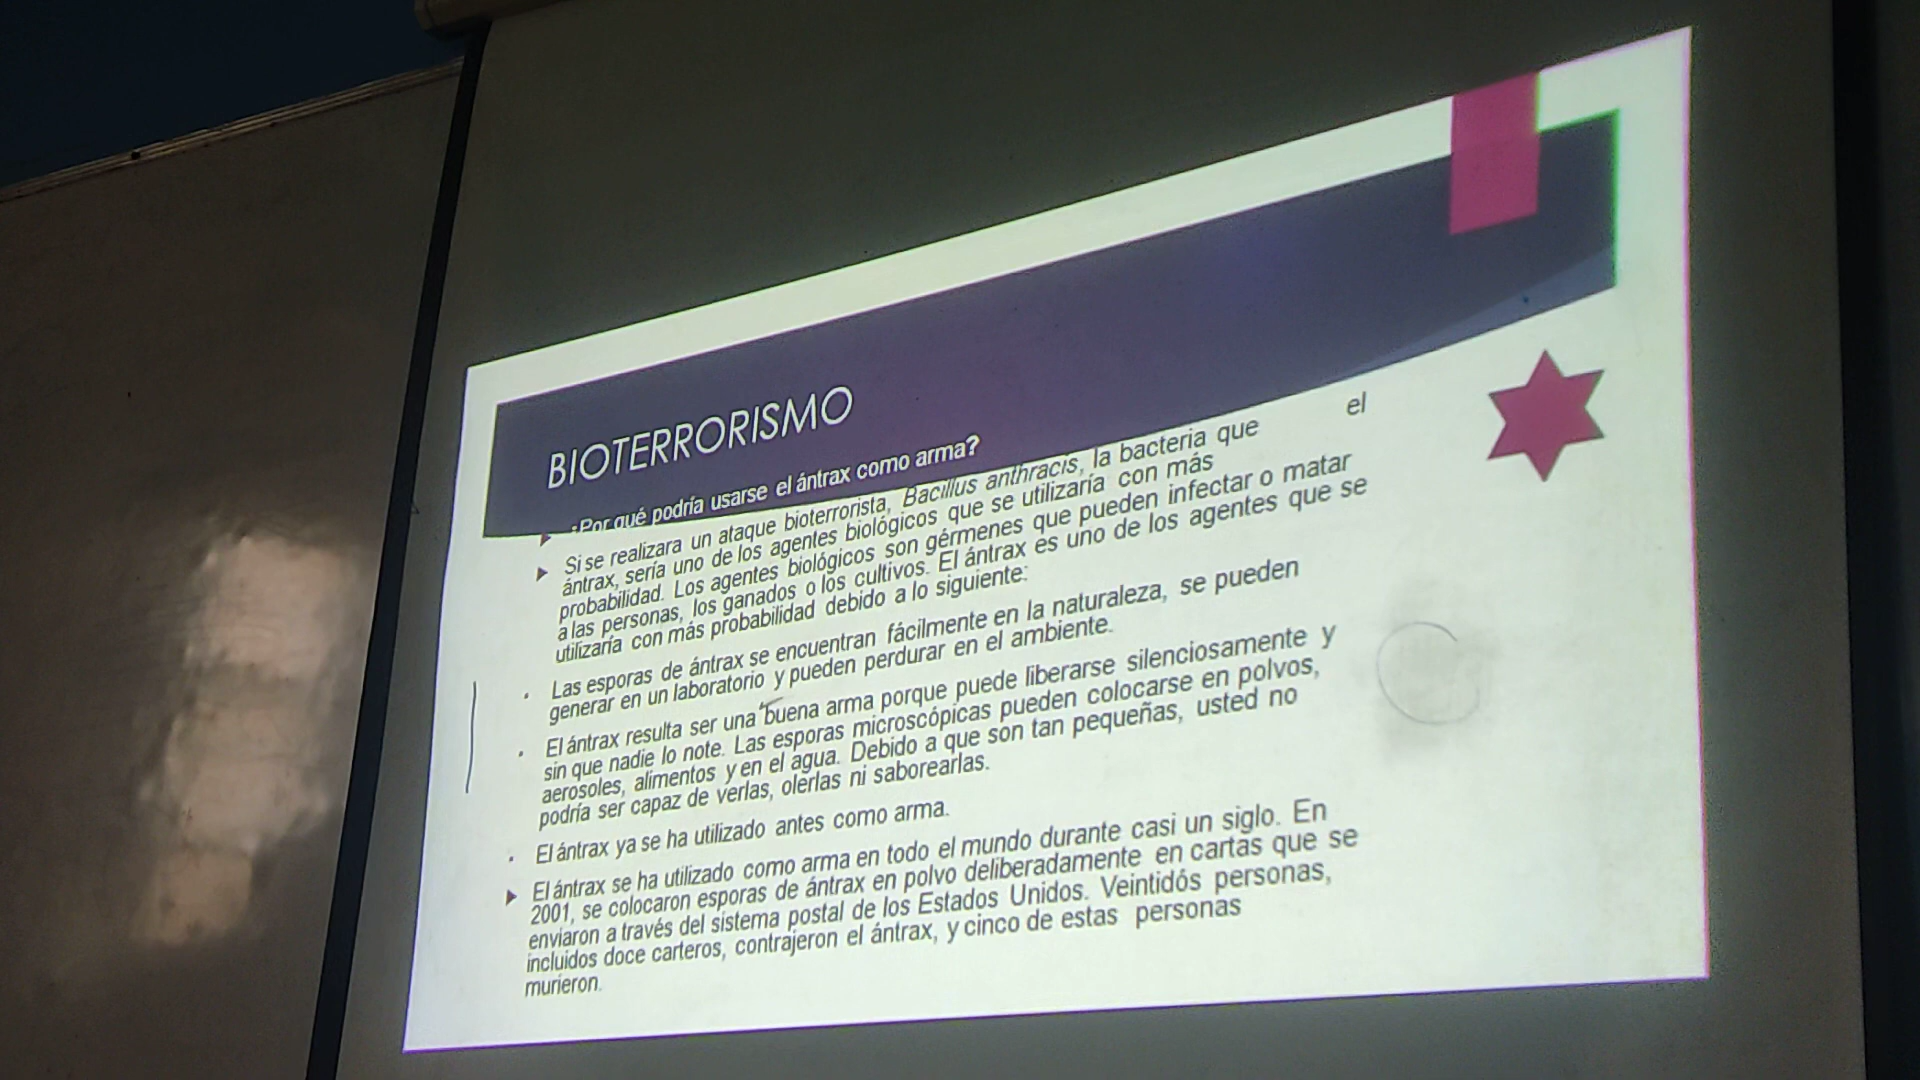 BIOTERRORISMO
¿Por qué podría usarse el ántrax como arma?
Si se realizara un ataque bioterrorista, Bacillus anthracis, la bacteria que el
ántrax, sería uno de los agentes biológicos que se utilizaría con más
probabilidad. Los agentes biológicos son gérmenes que pueden infectar o matar
a las personas, los ganados o los cultivos. El ántrax es uno de los agentes que se
utilizaría con más probabilidad debido a lo siguiente:
Las esporas de ántrax se encuentran fácilmente en la naturaleza, se pueden
generar en un laboratorio y pueden perdurar en el ambiente.
El ántrax resulta ser una buena arma porque puede liberarse silenciosamente y
sin que nadie lo note. Las esporas microscópicas pueden colocarse en polvos,
aerosoles, alimentos y en el agua. Debido a que son tan pequeñas, usted no
podría ser capaz de verlas, olerlas ni saborearlas.
El ántrax ya se ha utilizado antes como arma.
El ántrax se ha utilizado como arma en todo el mundo durante casi un siglo. En
2001, se colocaron esporas de ántrax en polvo deliberadamente en cartas que se
enviaron a través del sistema postal de los Estados Unidos. Veintidós personas,
incluidos doce carteros, contrajeron el ántrax, y cinco de estas personas
murieron.